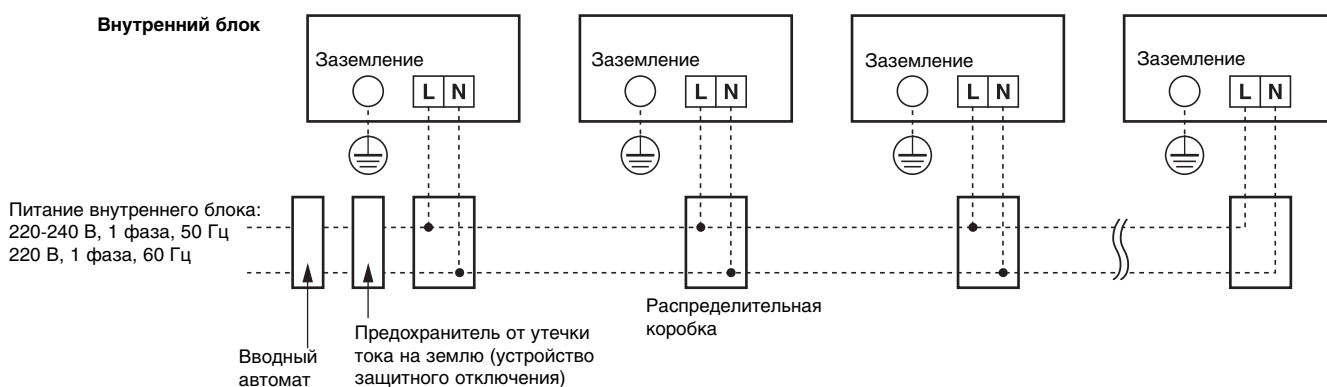 Внутренний блок
Заземление
L N
Заземление
L N
Заземление
L N
Заземление
L N
Питание внутреннего блока:
220-240 В, 1 фаза, 50 Гц
220 В, 1 фаза, 60 Гц
Вводный
автомат
Предохранитель от утечки
тока на землю (устройство
защитного отключения)
Распределительная
коробка